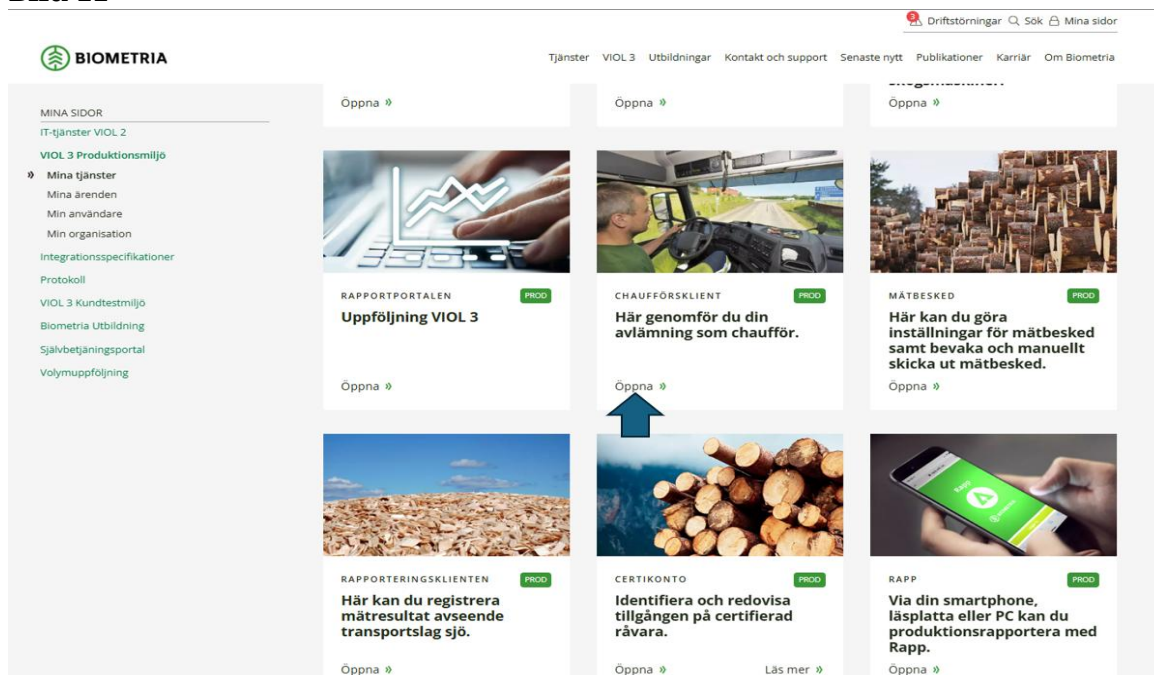 3 Driftstörningar Sök Mina sidor
BIOMETRIA
Tjänster VIOL 3 Utbildningar Kontakt och support Senaste nytt Publikationer Karriär Om Biometria
MINA SIDOR
IT-tjänster VIOL 2
VIOL 3 Produktionsmiljö
» Mina tjänster
Mina ärenden
Min användare
Min organisation
Integrationsspecifikationer
Protokoll
VIOL 3 Kundtestmiljö
Biometria Utbildning
Självbetjäningsportal
Volymuppföljning
Öppna »
Öppna »
Öppna »
RAPPORTPORTALEN PROD
Uppföljning VIOL 3
Öppna »
CHAUFFÖRSKLIENT PROD
Här genomför du din
avlämning som chaufför.
Öppna »
MÄTBESKED PROD
Här kan du göra
inställningar för mätbesked
samt bevaka och manuellt
skicka ut mätbesked.
Öppna »
RAPPORTERINGSKLIENTEN PROD
Här kan du registrera
mätresultat avseende
transportslag sjö.
Öppna »
CERTIKONTO PROD
Identifiera och redovisa
tillgången på certifierad
råvara.
Öppna » Läs mer »
Rapp
BIOMETRIA
RAPP PROD
Via din smartphone,
läsplatta eller PC kan du
produktionsrapportera med
Rapp.
Öppna »